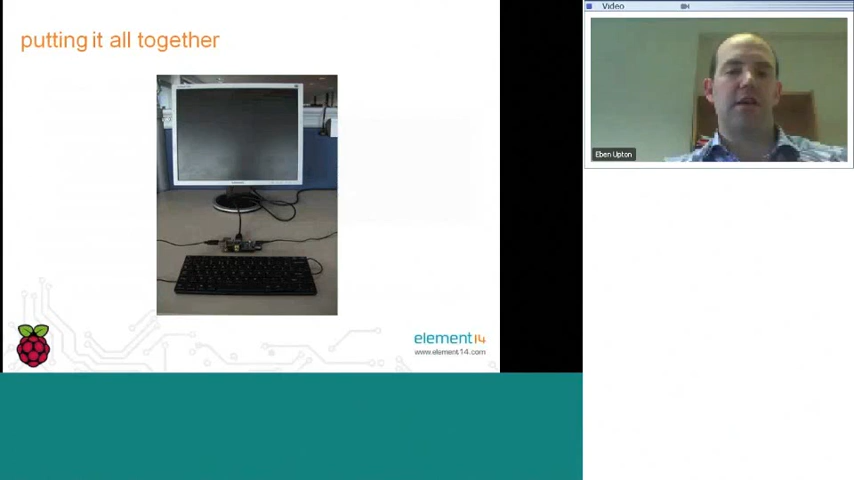 putting it all together
element14
www.element14.com
Video
Eben Upton